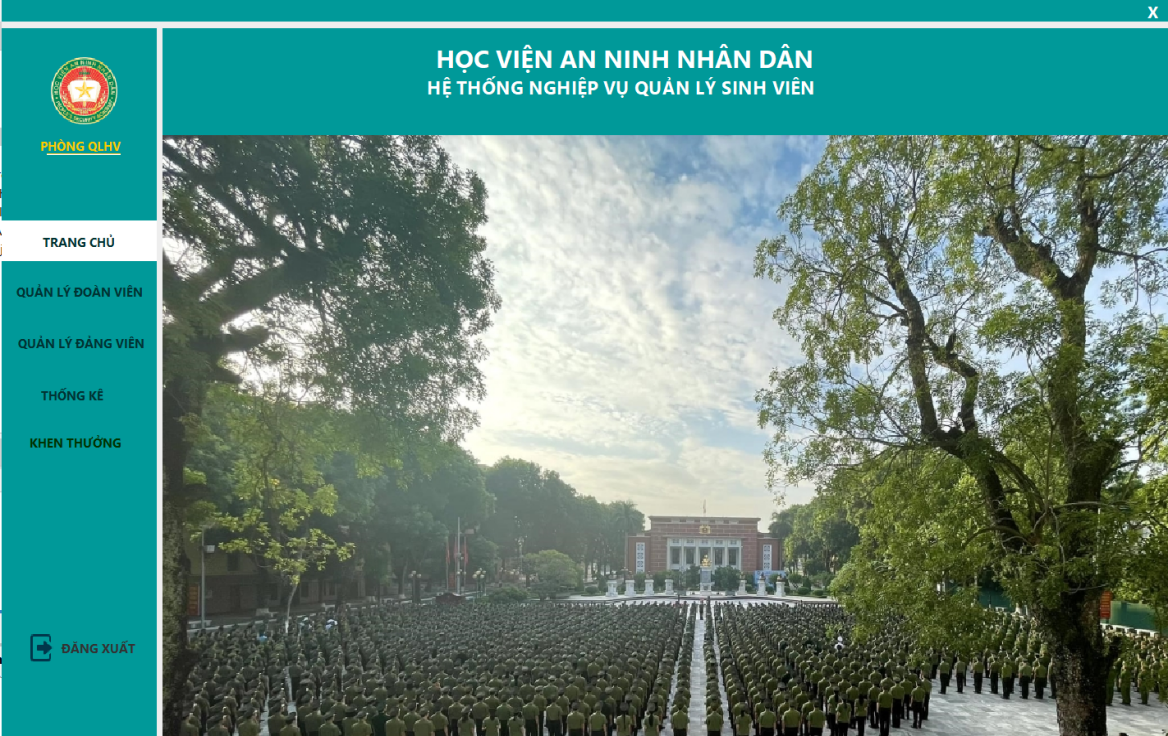 X
HỌC VIỆN AN NINH NHÂN DÂN
HỆ THỐNG NGHIỆP VỤ QUẢN LÝ SINH VIÊN
PHÒNG QLHV
TRANG CHỦ
QUẢN LÝ ĐOÀN VIÊN
QUẢN LÝ ĐẢNG VIÊN
THỐNG KÊ
KHEN THƯỞNG
ĐĂNG XUẤT